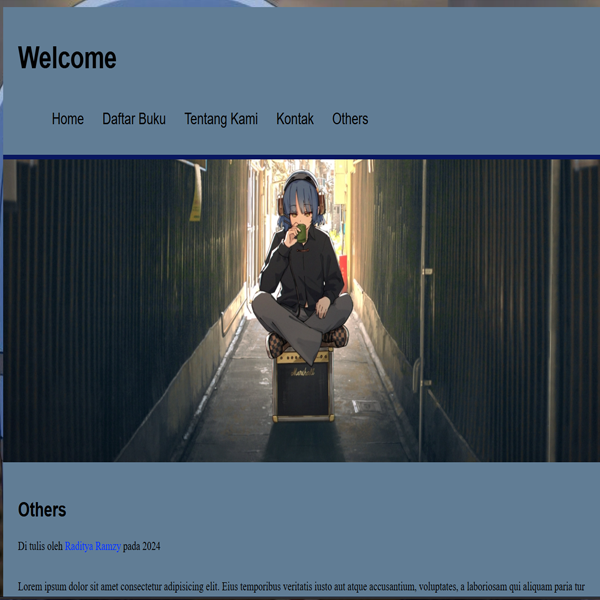 Welcome
Home Daftar Buku Tentang Kami Kontak Others
Marshall
Others
Di tulis oleh Raditya Ramzy pada 2024
Lorem ipsum dolor sit amet consectetur adipisicing elit. Eius temporibus veritatis iusto aut atque accusantium, voluptates, a laboriosam qui aliquam paria tur